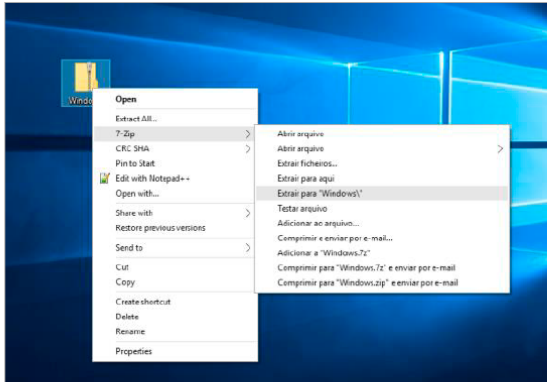 Windo
Open
Extract All...
7-Zip
CRC SHA
Pin to Start
Edit with Notepad++
Open with...
Share with
Restore previous versions
Send to
Cut
Copy
Create shortcut
Delete
Rename
Properties
Abrir arquivo
Abrir arquivo
Extrair ficheiros...
Extrair para aqui
Extrair para "Windows\"
Testar arquivo
Adicionar ao arquivo...
Comprimir e enviar por e-mail...
Adicionar a "Windows.7z"
Comprimir para "Windows.7z" e enviar por e-mail
Comprimir para "Windows.zip" e enviar por e-mail